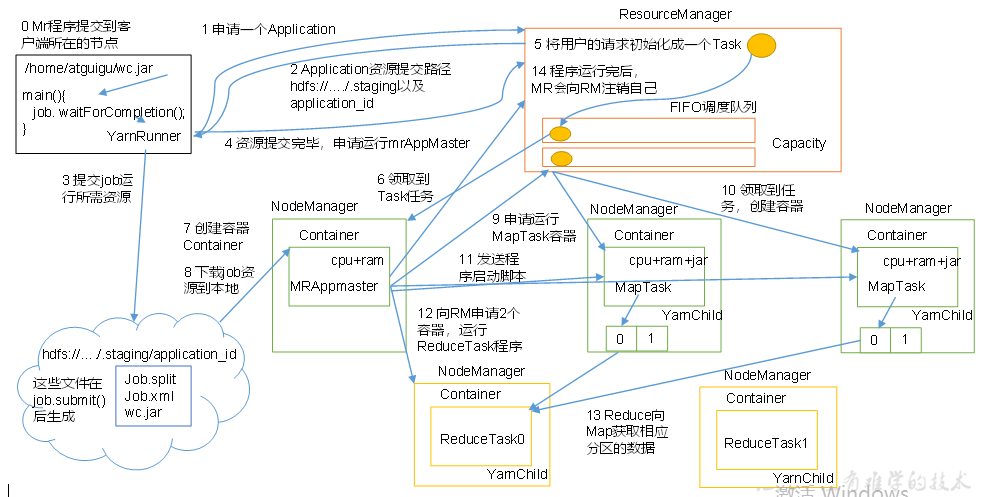 0 Mr程序提交到客
户端所在的节点
/home/atguigu/wc.jar
main(){
job. waitForCompletion();
}
YarnRunner
1 申请一个Application
2 Application资源提交路径
hdfs://…./.staging以及
application_id
4 资源提交完毕，申请运行mrAppMaster
ResourceManager
5 将用户的请求初始化成一个Task
14 程序运行完后，
MR会向RM注销自己
FIFO调度队列
Capacity
3 提交job运
行所需资源
6 领取到
Task任务
7 创建容器
Container
8 下载job资
源到本地
NodeManager
Container
cpu+ram
MRAppmaster
9 申请运行
MapTask容器
10 领取到任
务，创建容器
11 发送程
序启动脚本
NodeManager
Container
cpu+ram+jar
MapTask
YarnChild
0
1
NodeManager
Container
cpu+ram+jar
MapTask
YarnChild
0
1
12 向RM申请2个
容器，运行
ReduceTask程序
hdfs://…./.staging/application_id
这些文件在
job.submit()
后生成
Job.split
Job.xml
wc.jar
NodeManager
Container
ReduceTask0
YarnChild
13 Reduce向
Map获取相应
分区的数据
NodeManager
Container
ReduceTask1
YarnChild
有难学的技术
激活 Windows